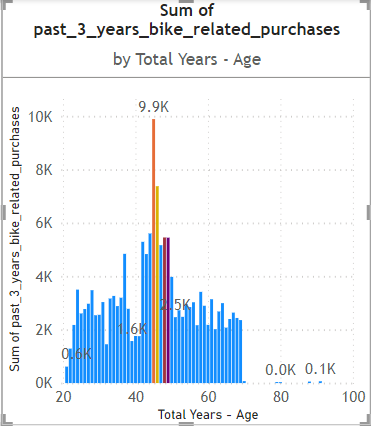 Sum of
past_3_years_bike_related_purchases
by Total Years - Age
Sum of past_3_years_bike_related_purchases
10K
8K
6K
4K
2K
0K
9.9K
0.6K
1.6K
2.5K
0.0K
0.1K
20
40
60
80
100
Total Years - Age